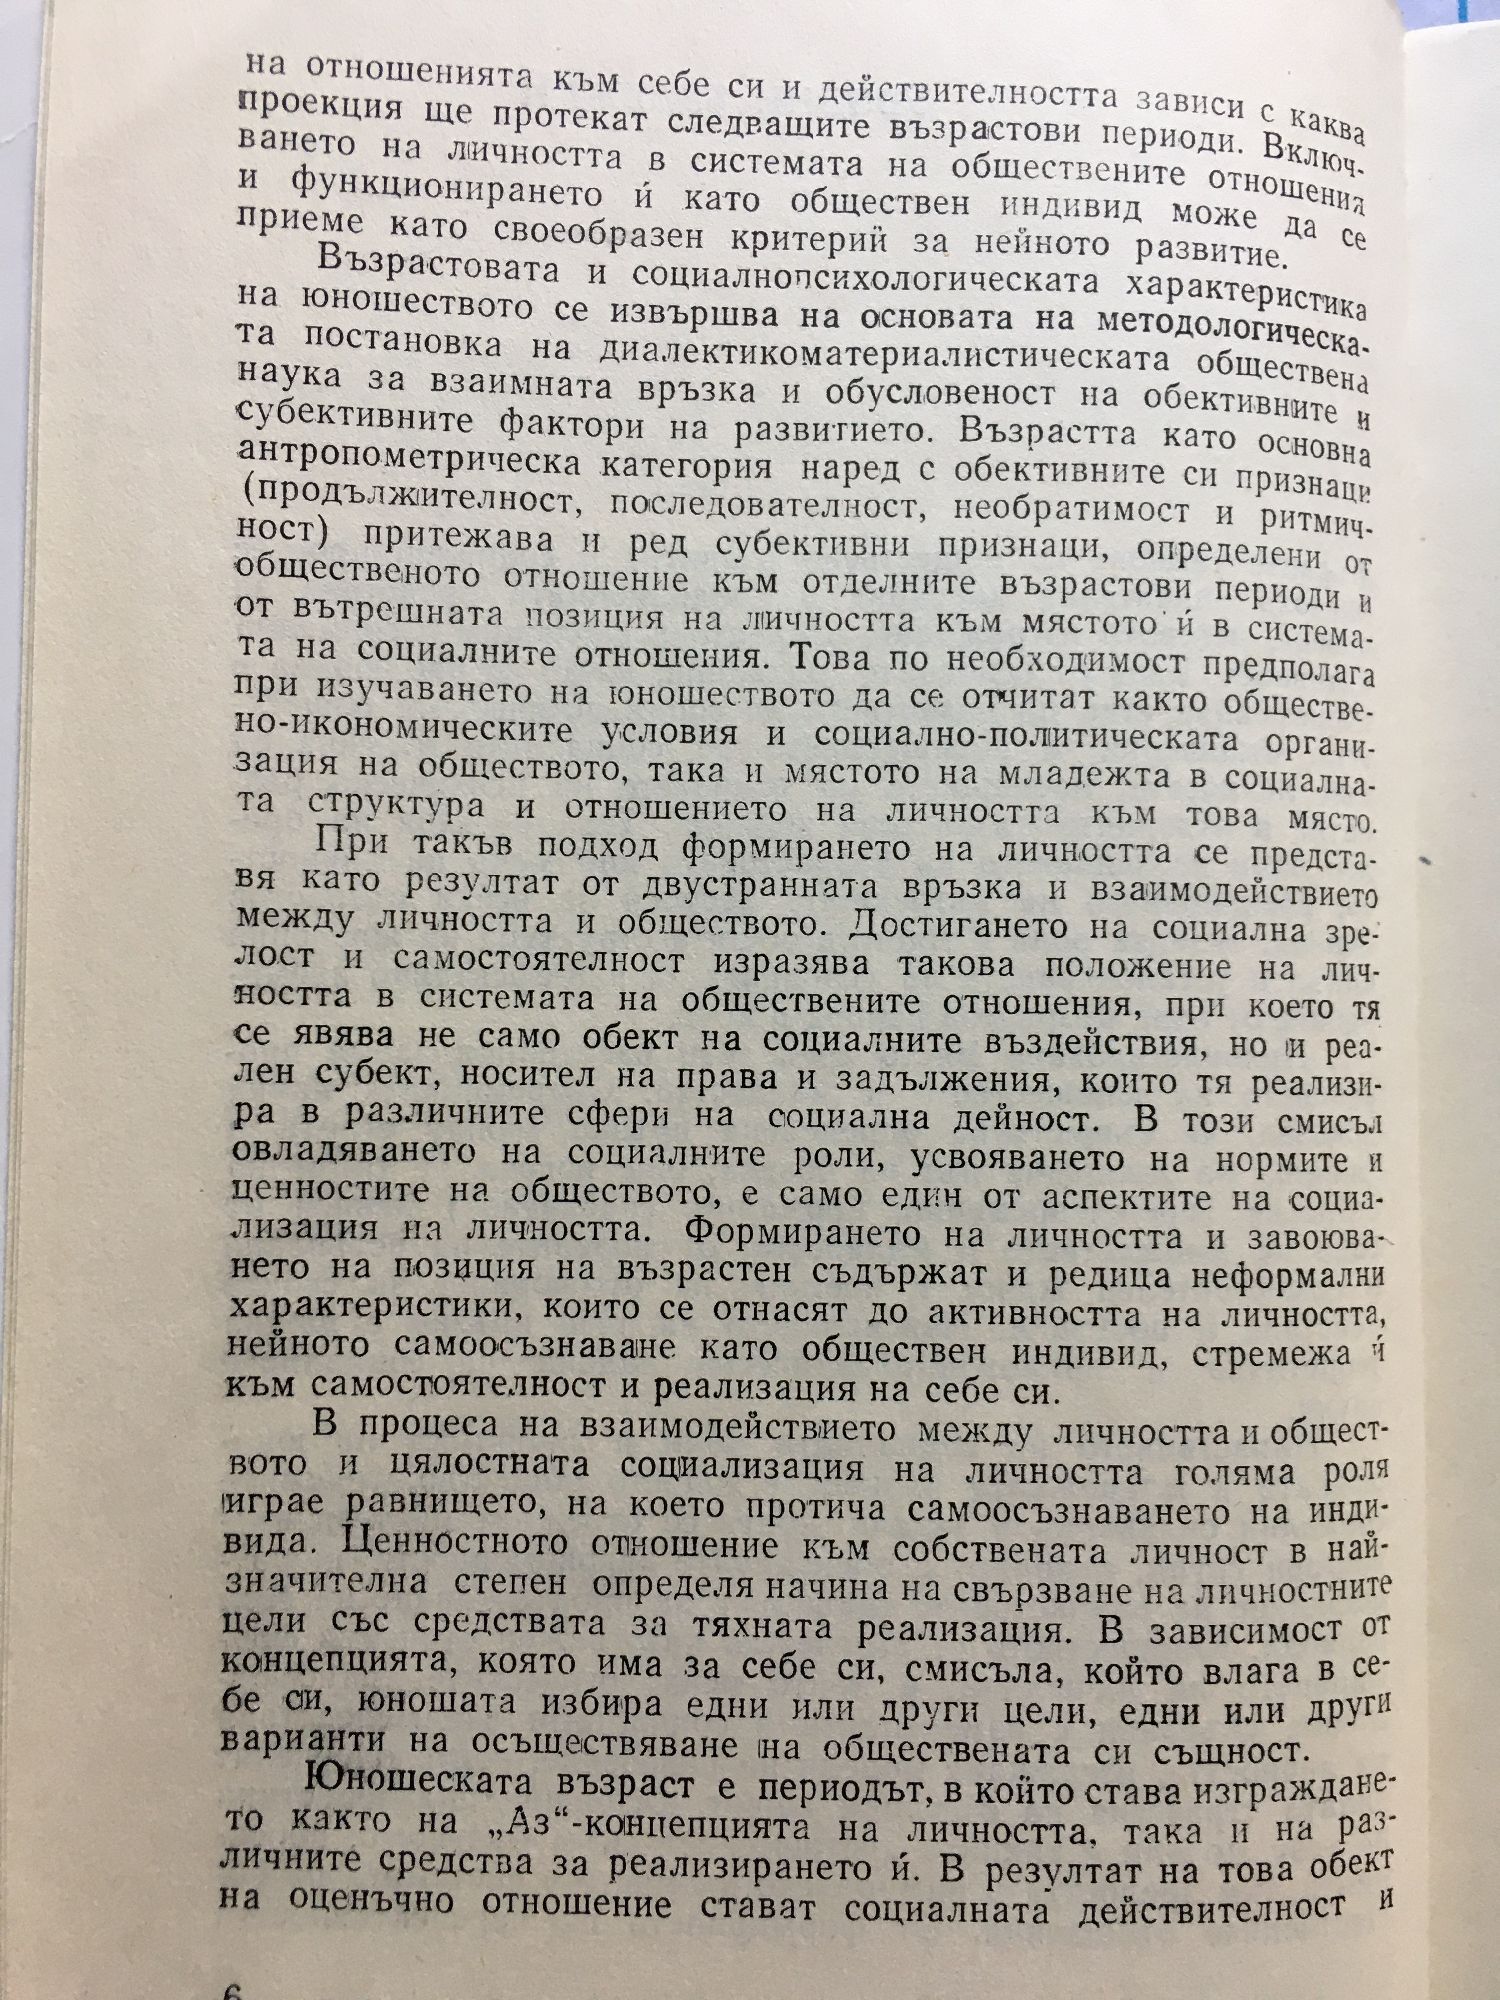 на отношенията към себе си и действителността зависи с каква
проекция ще протекат следващите възрастови периоди. Включ-
ването на личността в системата на обществените отношения
и функционирането ѝ като обществен индивид може да се
приеме като своеобразен критерий за нейното развитие.
Възрастовата и социалнопсихологическата характеристика
на юношеството се извършва на основата на методологическа-
та постановка на диалектикоматериалистическата обществена
наука за взаимната връзка и обусловеност на обективните и
субективните фактори на развитието. Възрастта като основна
антропометрическа категория наред с обективните си признаци
(продължителност, последователност, необратимост и ритмич-
ност) притежава и ред субективни признаци, определени от
общественото отношение към отделните възрастови периоди и
от вътрешната позиция на личността към мястото ѝ в система-
та на социалните отношения. Това по необходимост предполага
при изучаването на юношеството да се отчитат както обществе-
но-икономическите условия и социално-политическата органи-
зация на обществото, така и мястото на младежта в социална-
та структура и отношението на личността към това място.
При такъв подход формирането на личността се предста-
вя като резултат от двустранната връзка и взаимодействието
между личността и обществото. Достигането на социална зре-
лост и самостоятелност изразява такова положение на лич-
ността в системата на обществените отношения, при което тя
се явява не само обект на социалните въздействия, но и реа-
лен субект, носител на права и задължения, които тя реализи-
ра в различните сфери на социална дейност. В този смисъл
овладяването на социалните роли, усвояването на нормите и
ценностите на обществото, е само един от аспектите на социа-
лизация на личността. Формирането на личността и завоюва-
нето на позиция на възрастен съдържат и редица неформални
характеристики, които се отнасят до активността на личността,
нейното самоосъзнаване като обществен индивид, стремежа ѝ
към самостоятелност и реализация на себе си.
В процеса на взаимодействието между личността и общест-
вото и цялостната социализация на личността голяма роля
играе равнището, на което протича самоосъзнаването на инди-
вида. Ценностното отношение към собствената личност в най-
значителна степен определя начина на свързване на личностните
цели със средствата за тяхната реализация. В зависимост от
концепцията, която има за себе си, смисъла, който влага в се-
бе си, юношата избира едни или други цели, едни или други
варианти на осъществяване на обществената си същност.
Юношеската възраст е периодът, в който става изграждане-
то както на „Аз“-концепцията на личността, така и на раз-
личните средства за реализирането ѝ. В резултат на това обект
на оценъчно отношение стават социалната действителност и
6